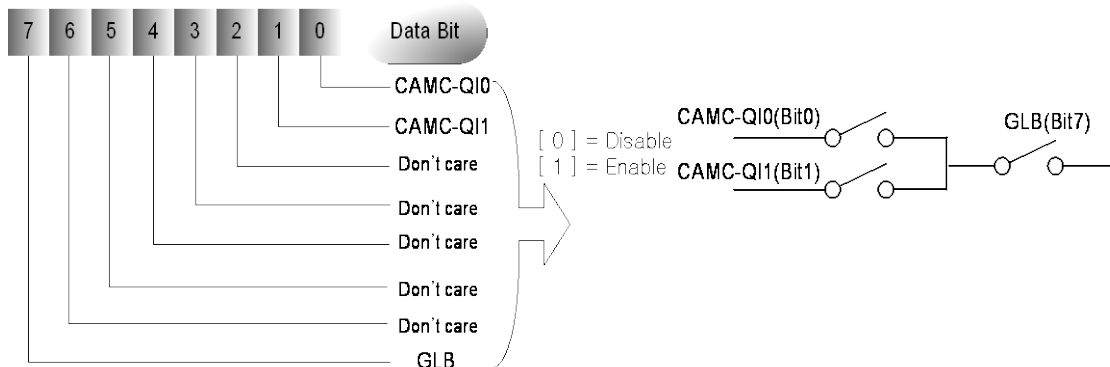 7 6 5 4 3 2 1 0 Data Bit
CAMC-QI0
CAMC-QI1
Don't care
Don't care
Don't care
Don't care
Don't care
GLB
[ 0 ] = Disable
[ 1 ] = Enable
CAMC-QI0(Bit0)
CAMC-QI1(Bit1)
GLB(Bit7)